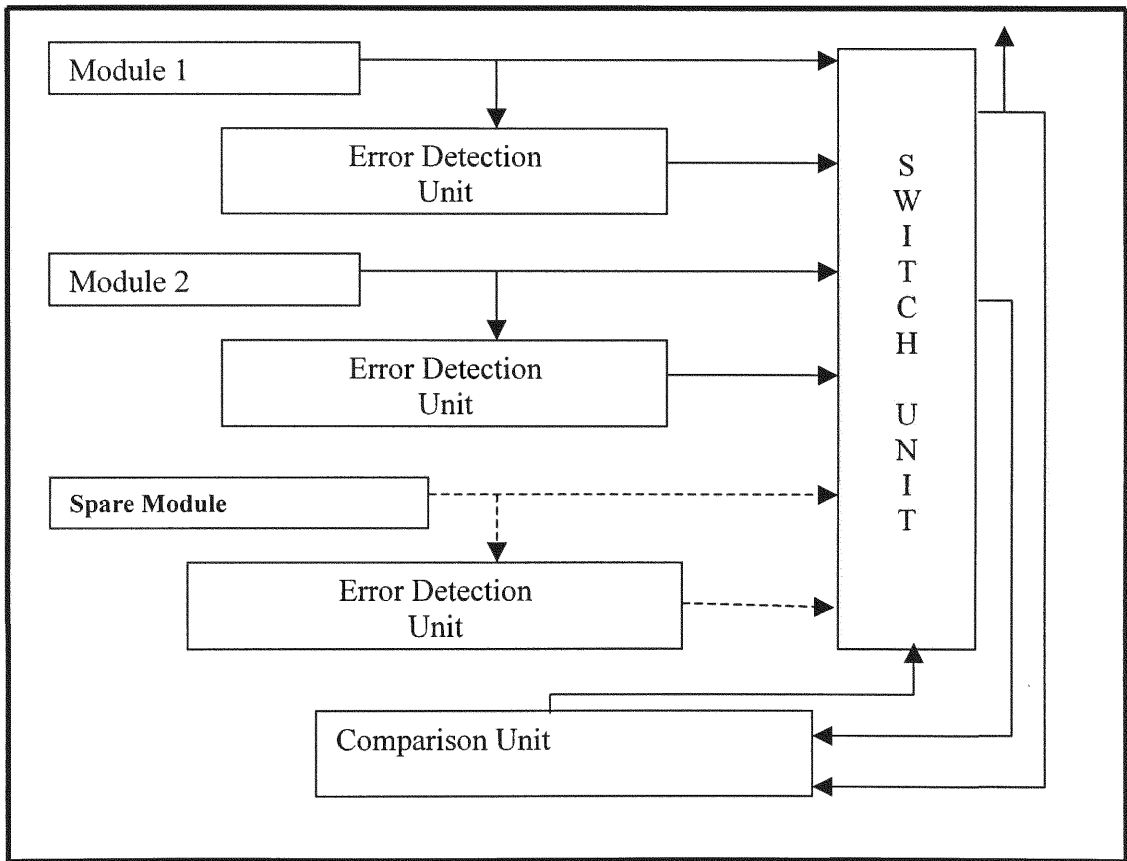 Module 1
Error Detection
Unit
Module 2
Error Detection
Unit
Spare Module
Error Detection
Unit
S
W
I
T
C
H
U
N
I
T
Comparison Unit